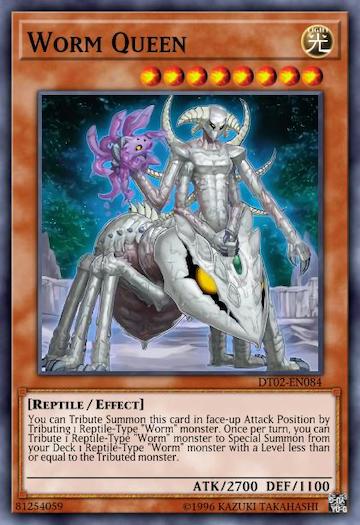 WORM QUEEN
LIGHT
光
DT02-EN084
[REPTILE / EFFECT]
You can Tribute Summon this card in face-up Attack Position by
Tributing 1 Reptile-Type "Worm" monster. Once per turn, you can
Tribute 1 Reptile-Type "Worm" monster to Special Summon from
your Deck 1 Reptile-Type "Worm" monster with a Level less than
or equal to the Tributed monster.
ATK/2700 DEF/1100
81254059
©1996 KAZUKI TAKAHASHI